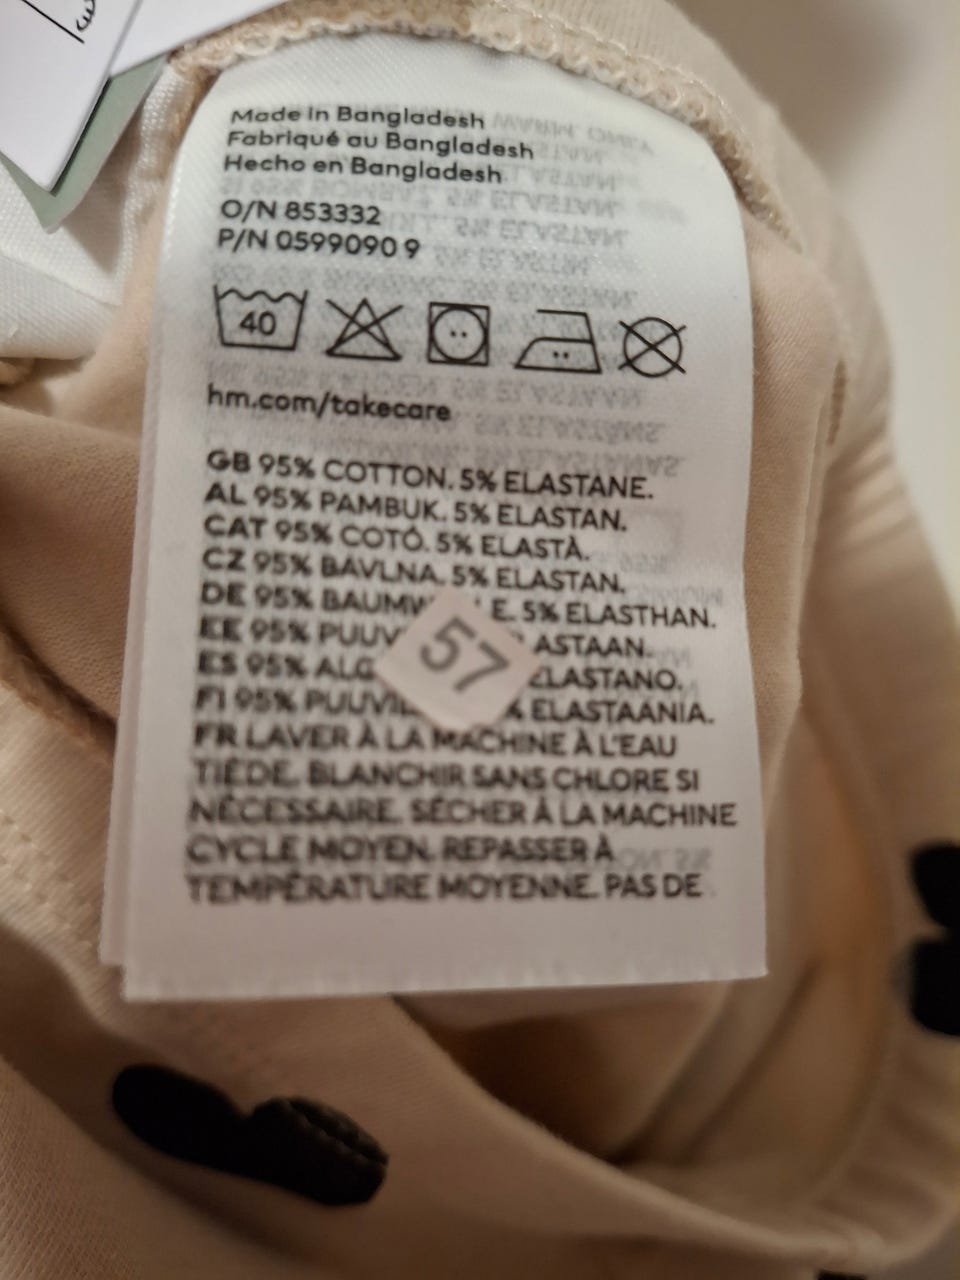 Made in Bangladesh
Fabriqué au Bangladesh
Hecho en Bangladesh
O/N 853332
P/N 0599090 9
40
hm.com/takecare
GB 95% COTTON. 5% ELASTANE.
AL 95% PAMBUK. 5% ELASTAN.
CAT 95% COTÓ. 5% ELASTÀ.
CZ 95% BAVLNA. 5% ELASTAN.
DE 95% BAUMW LE. 5% ELASTHAN.
EE 95% PUUV ASTAAN.
ES 95% ALG ELASTANO.
FI 95% PUUVIL % ELASTAANIA.
57
FR LAVER À LA MACHINE À L'EAU
TIÈDE. BLANCHIR SANS CHLORE SI
NÉCESSAIRE. SÉCHER À LA MACHINE
CYCLE MOYEN. REPASSER À
TEMPÉRATURE MOYENNE. PAS DE